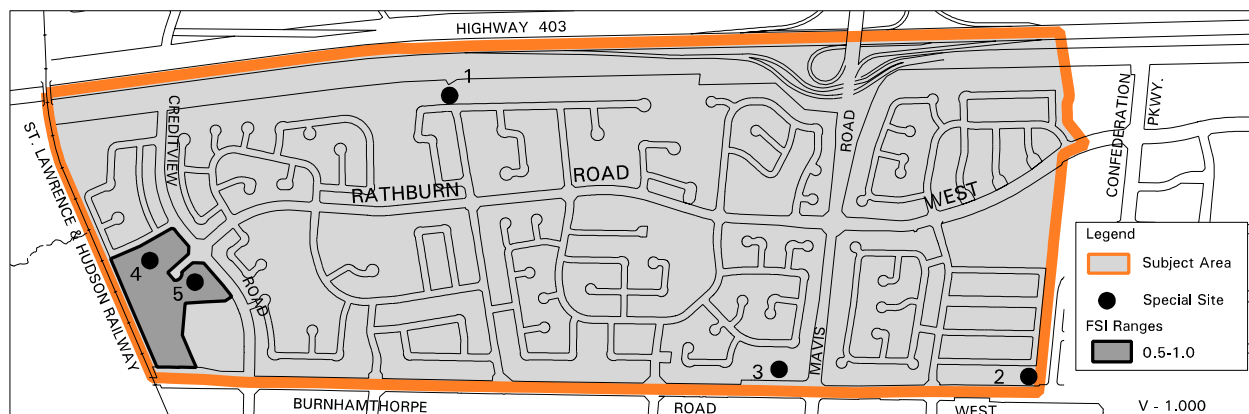 HIGHWAY 403
1
CREDITVIEW
ROAD
CONFEDERATION
PKWY.
ROAD
RATHBURN
WEST
ST. LAWRENCE & HUDSON RAILWAY
4
5
ROAD
Legend
Subject Area
Special Site
FSI Ranges
0.5-1.0
MAVIS
3
2
BURNHAMTHORPE
ROAD
WEST
V - 1.000